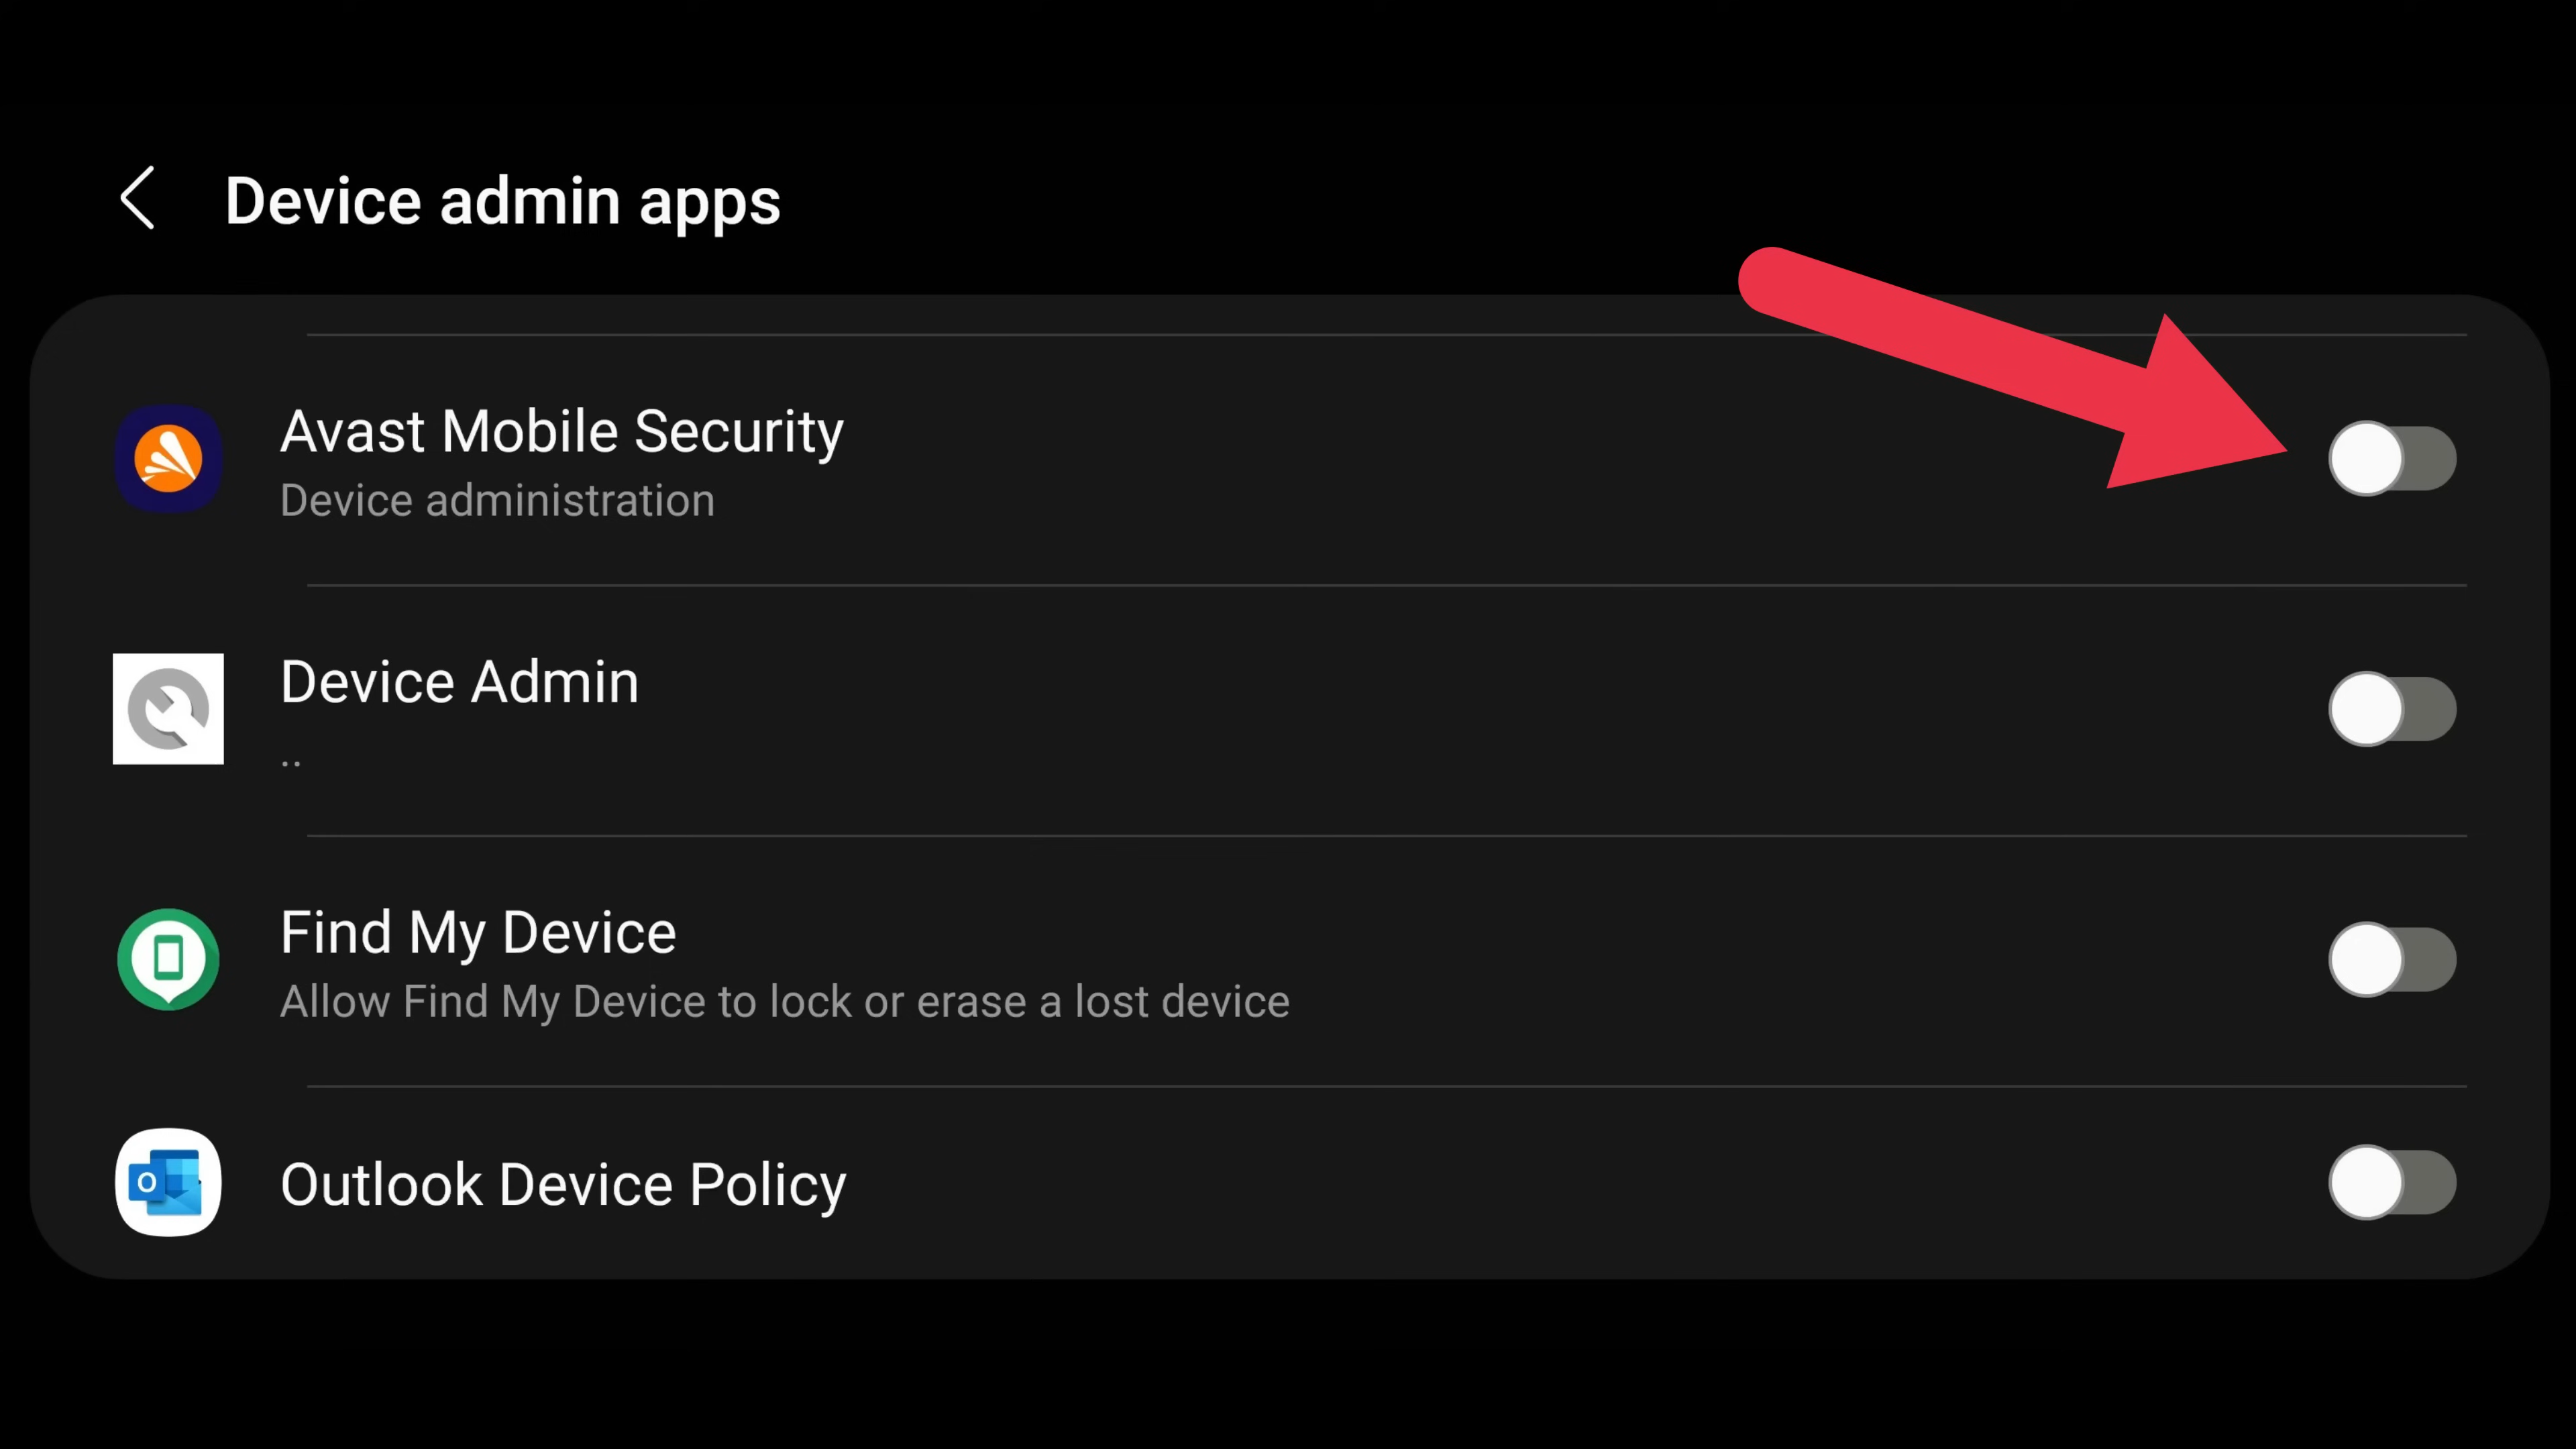 Device admin apps
Avast Mobile Security
Device administration
Device Admin
..
Find My Device
Allow Find My Device to lock or erase a lost device
O
Outlook Device Policy